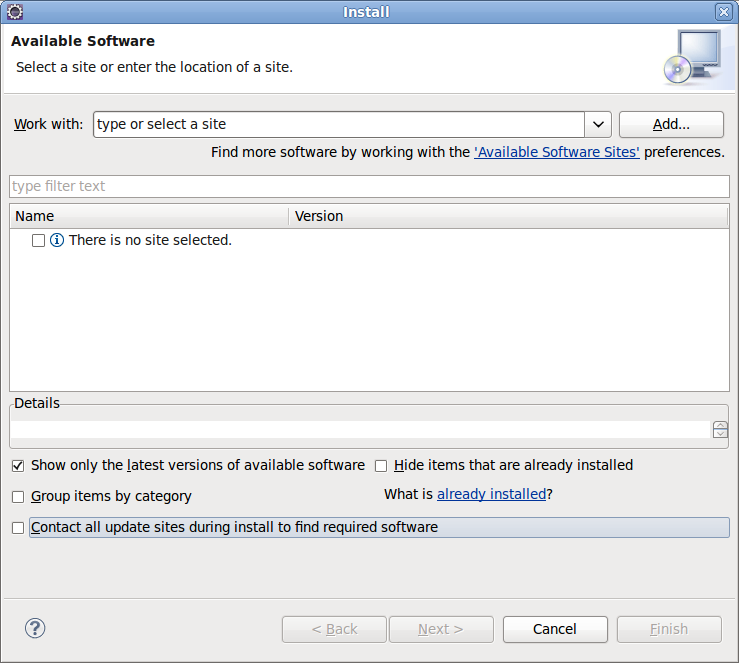 Install
Available Software
Select a site or enter the location of a site.
Work with: type or select a site Add...
Find more software by working with the 'Available Software Sites' preferences.
type filter text
Name Version
There is no site selected.
Details
Show only the latest versions of available software Hide items that are already installed
Group items by category What is already installed?
Contact all update sites during install to find required software
? < Back Next > Cancel Finish